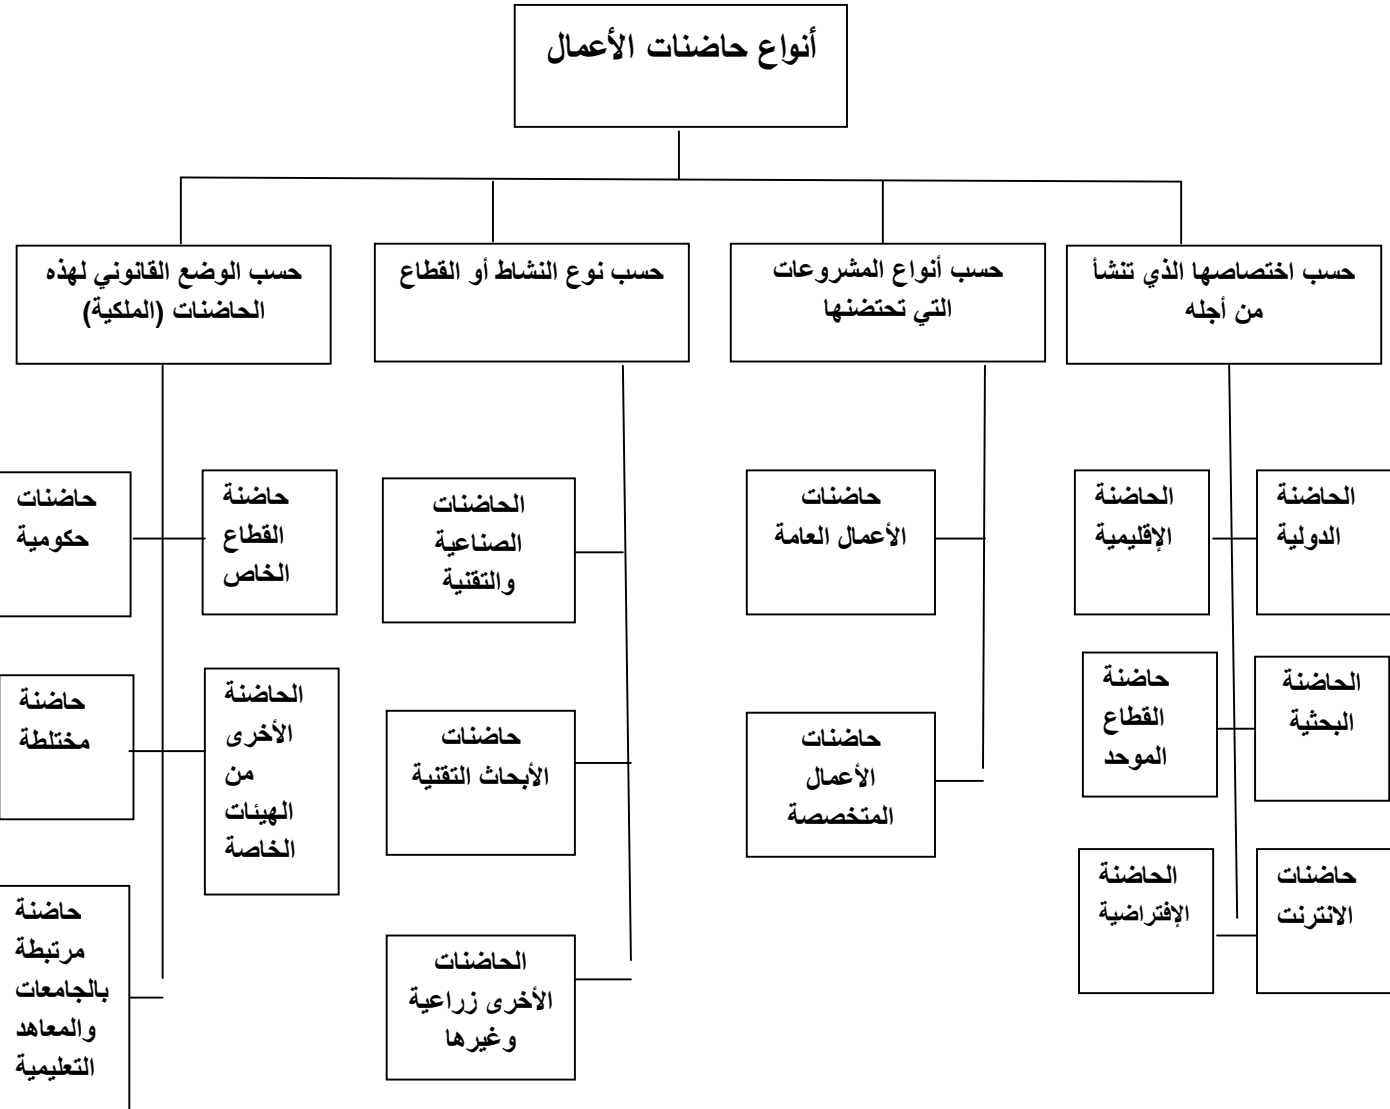 أنواع حاضنات الأعمال
حسب اختصاصها الذي تنشأ
من أجله
حسب أنواع المشروعات
التي تحتضنها
حسب نوع النشاط أو القطاع
حسب الوضع القانوني لهذه
الحاضنات (الملكية)
الحاضنة
الدولية
الحاضنة
الإقليمية
الحاضنة
البحثية
حاضنة
القطاع
الموحد
حاضنات
الانترنت
الحاضنة
الإفتراضية
حاضنات
الأعمال العامة
حاضنات
الأعمال
المتخصصة
الحاضنات
الصناعية
والتقنية
حاضنات
الأبحاث التقنية
الحاضنات
الأخرى زراعية
وغيرها
حاضنة
القطاع
الخاص
حاضنات
حكومية
الحاضنة
الأخرى
من
الهيئات
الخاصة
حاضنة
مختلطة
حاضنة
مرتبطة
بالجامعات
والمعاهد
التعليمية